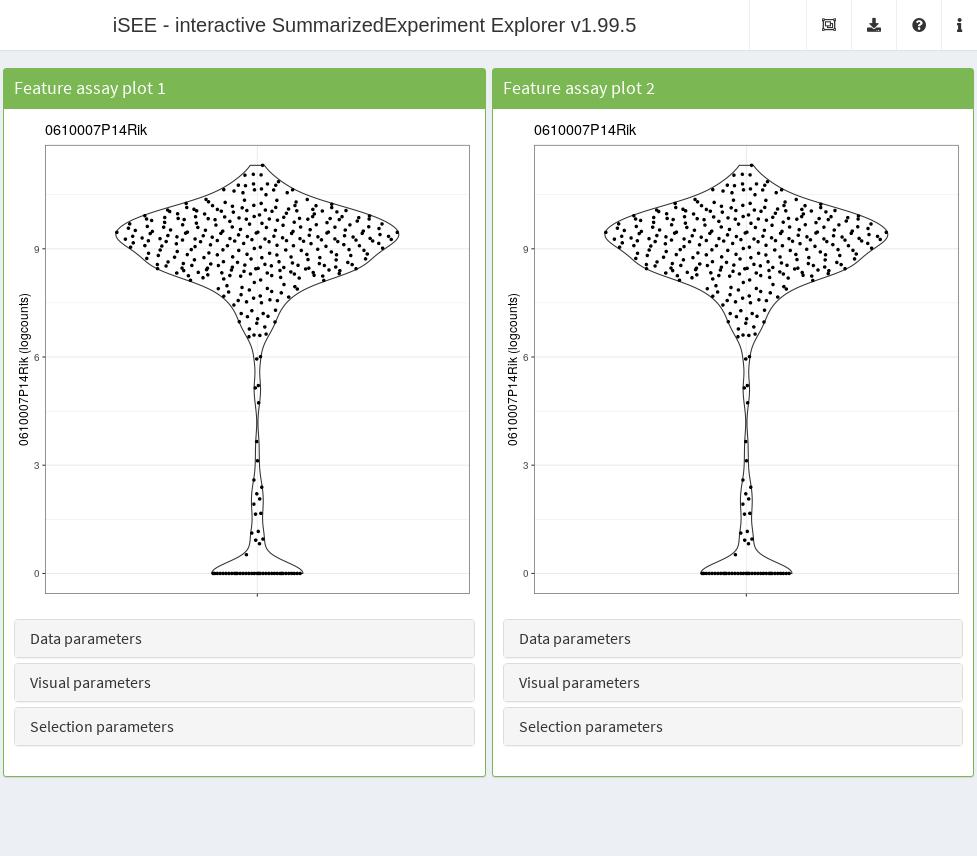 iSEE - interactive SummarizedExperiment Explorer v1.99.5
Feature assay plot 1
0610007P14Rik
0610007P14Rik (logcounts)
9
6
3
0
Data parameters
Visual parameters
Selection parameters
Feature assay plot 2
0610007P14Rik
0610007P14Rik (logcounts)
9
6
3
0
Data parameters
Visual parameters
Selection parameters